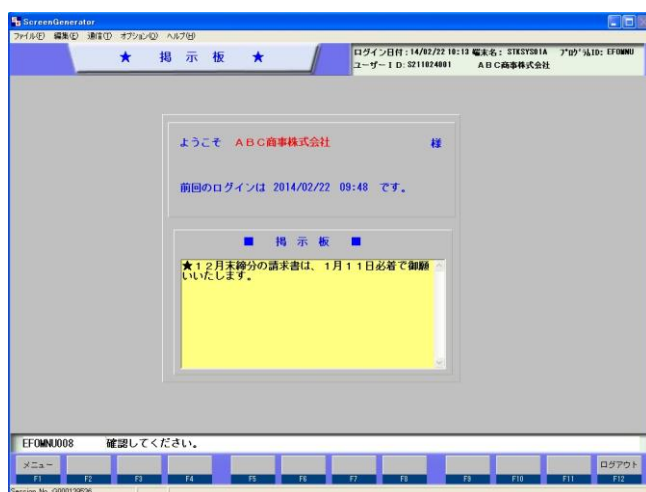 ScreenGenerator
ファイル(F) 編集(E) 通信(T) オプション(O) ヘルプ(H)
★ 掲 示 板 ★
ログイン日付:14/02/22 10:13 端末名: STKSYS01A プログラムID: EFOMNU
ユーザーID:S211024001 ABC商事株式会社
ようこそ ABC商事株式会社 様
前回のログインは 2014/02/22 09:48 です。
■ 掲 示 板 ■
★12月末締分の請求書は、1月11日必着で御願
いいたします。
EFOMNU008 確認してください。
メニュー ログアウト
F1 F2 F3 F4 F5 F6 F7 F8 F9 F10 F11 F12